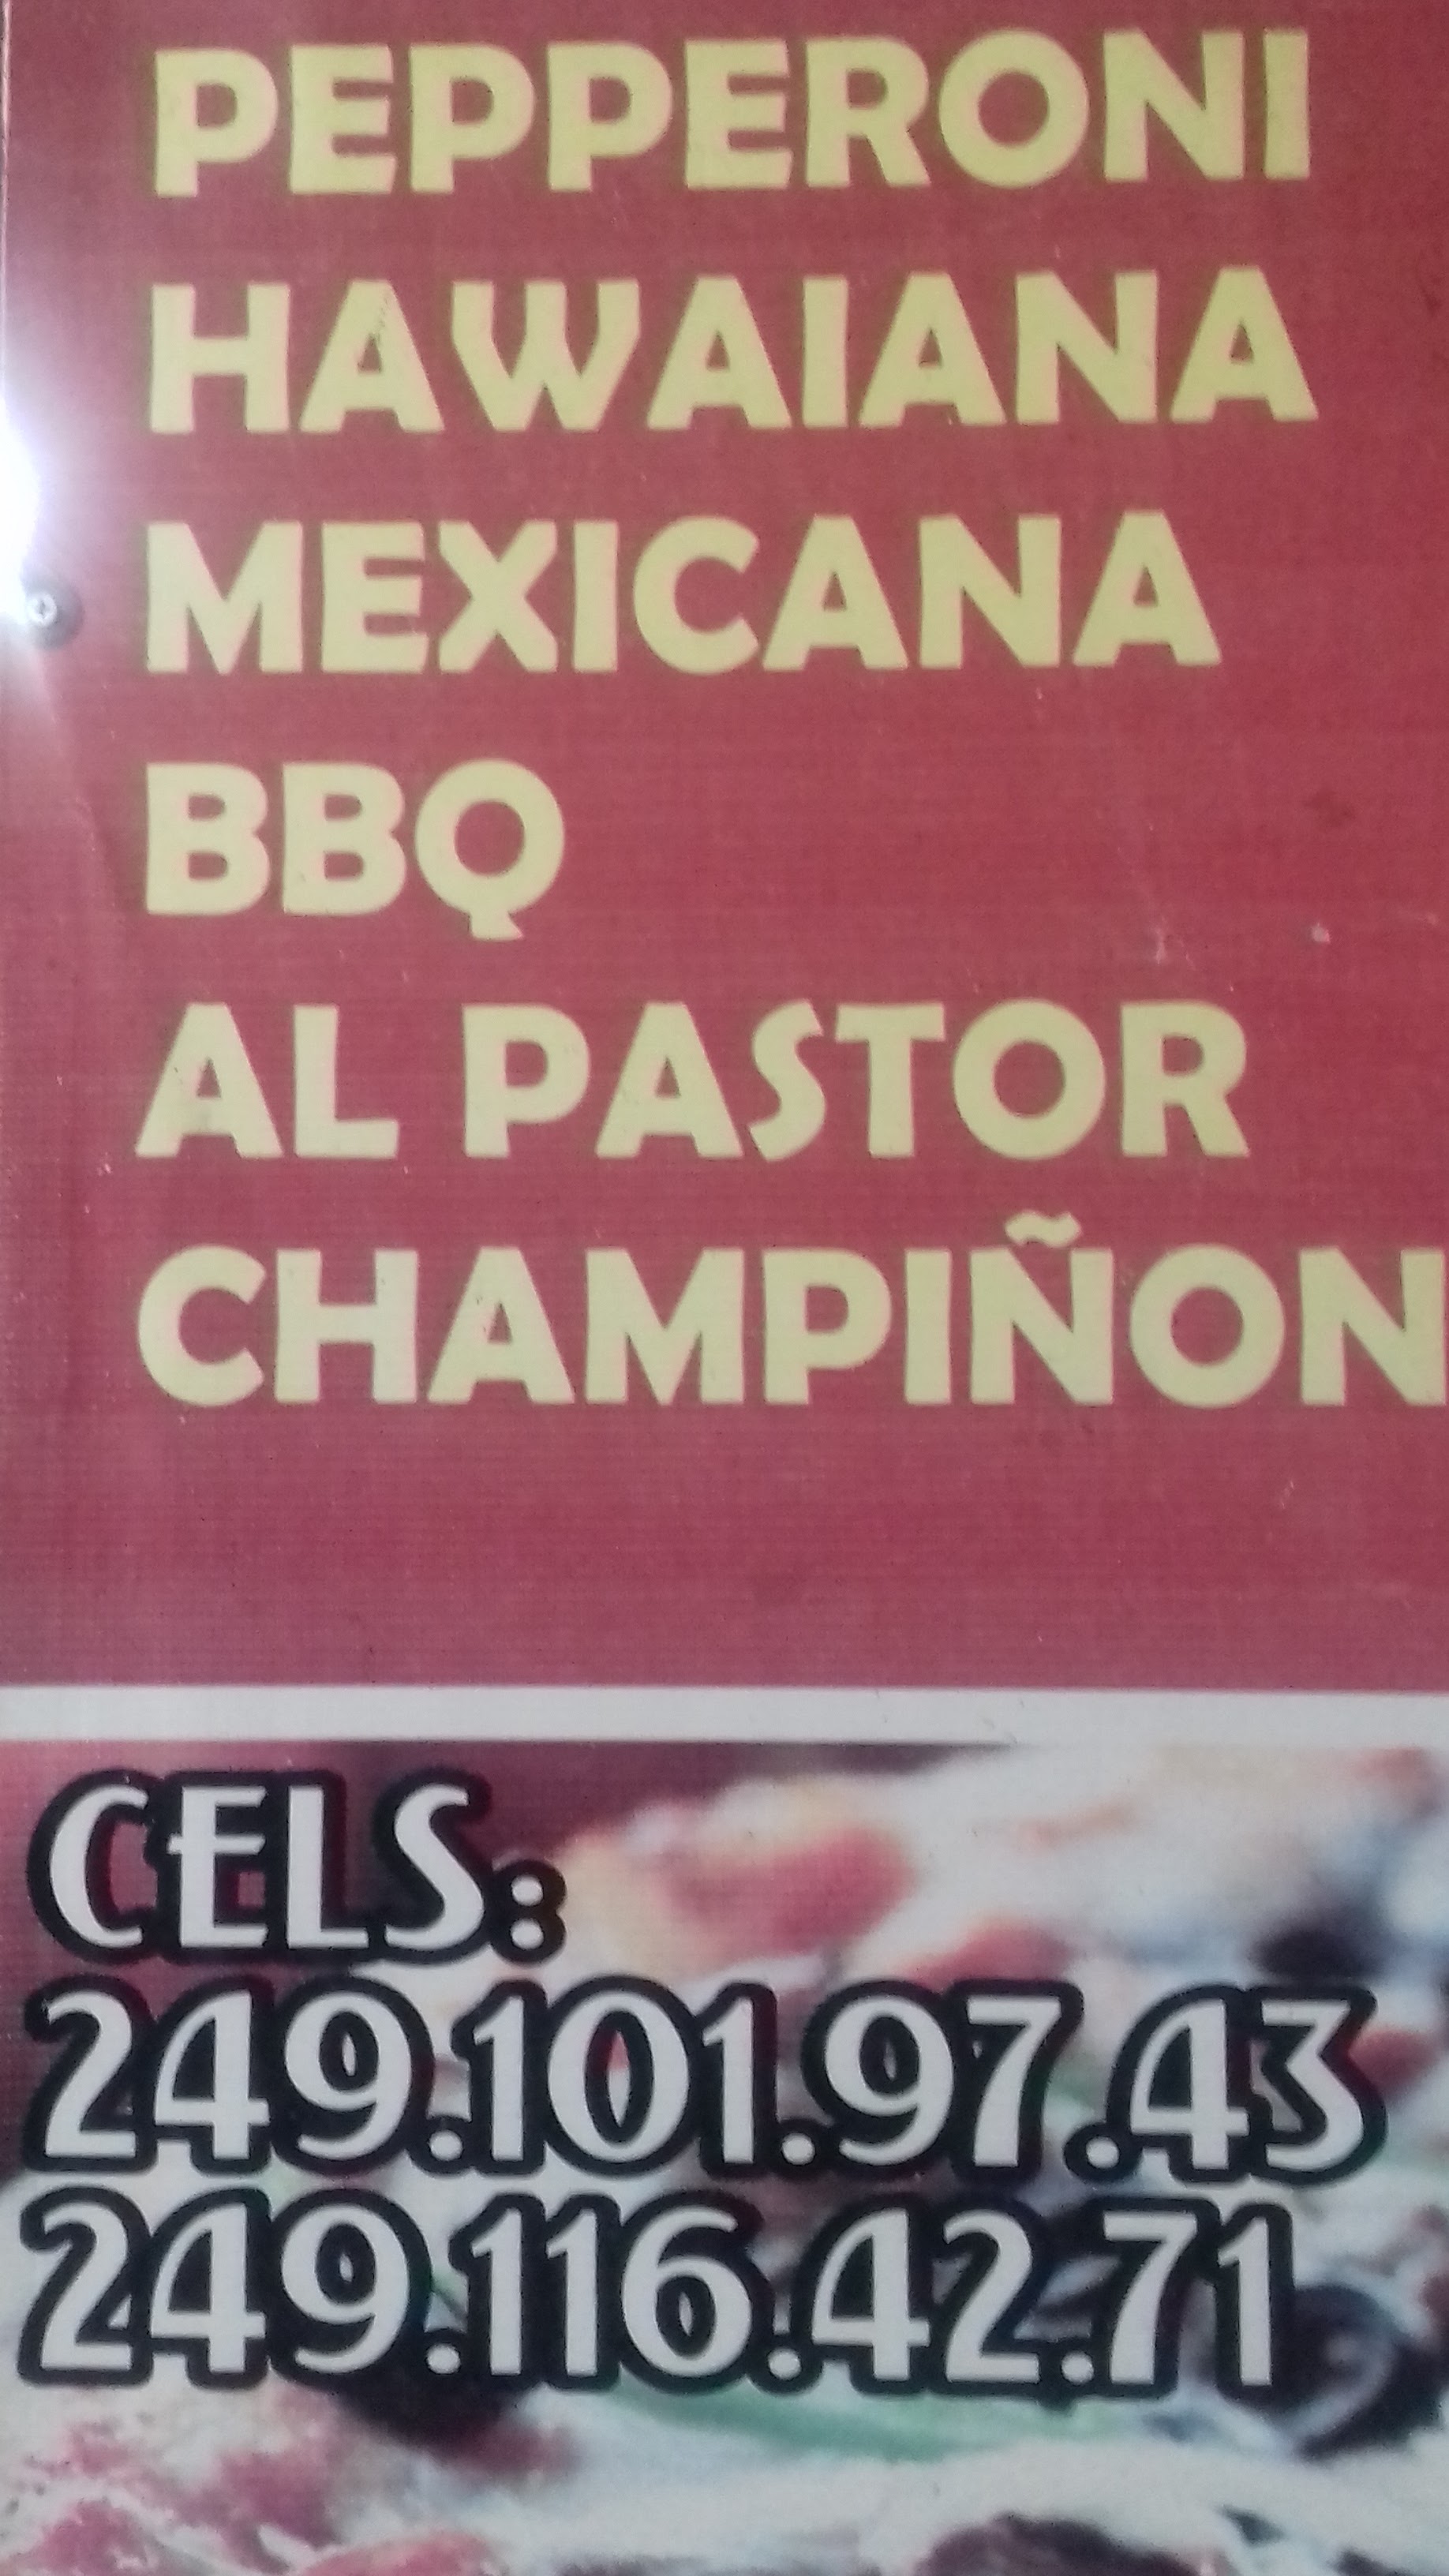 PEPPERONI
HAWAIANA
MEXICANA
BBQ
AL PASTOR
CHAMPIÑON
CELS:
249.101.97.43
249.116.42.71